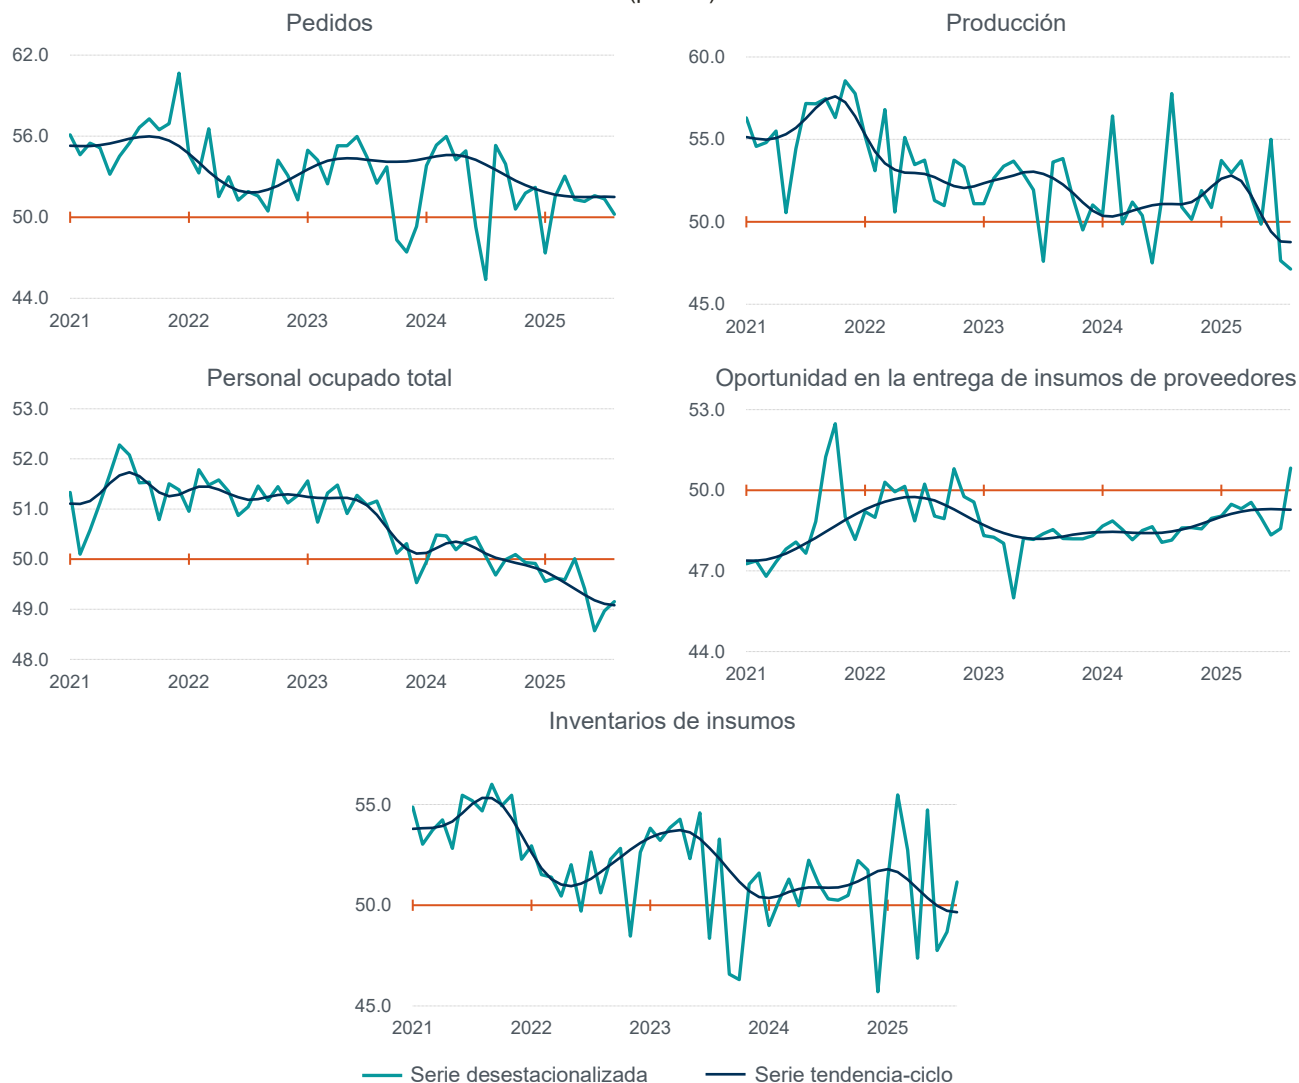 Pedidos
Producción
62.0
56.0
50.0
44.0
2021 2022 2023 2024 2025
60.0
55.0
50.0
45.0
2021 2022 2023 2024 2025
Personal ocupado total
Oportunidad en la entrega de insumos de proveedores
53.0
52.0
51.0
50.0
49.0
48.0
2021 2022 2023 2024 2025
53.0
50.0
47.0
44.0
2021 2022 2023 2024 2025
Inventarios de insumos
55.0
50.0
45.0
2021 2022 2023 2024 2025
Serie desestacionalizada Serie tendencia-ciclo